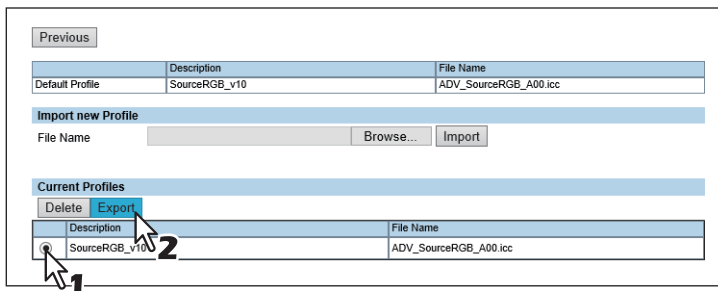 Previous
Description File Name
Default Profile SourceRGB_v10 ADV_SourceRGB_A00.icc
Import new Profile
File Name Browse... Import
Current Profiles
Delete Export
Description File Name
SourceRGB_v10 ADV_SourceRGB_A00.icc
2
1